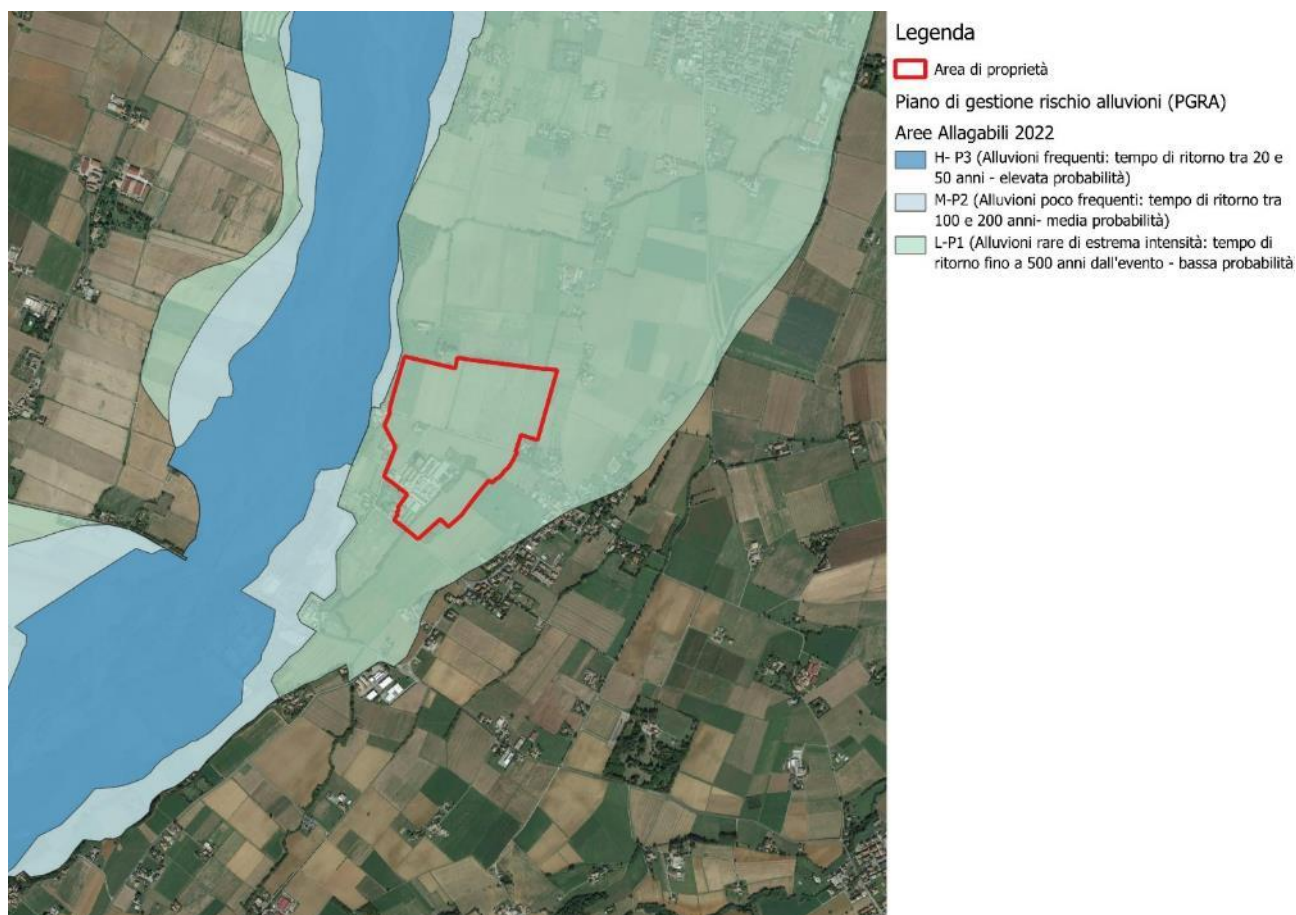 Legenda
Area di proprietà
Piano di gestione rischio alluvioni (PGRA)
Aree Allagabili 2022
H- P3 (Alluvioni frequenti: tempo di ritorno tra 20 e
50 anni - elevata probabilità)
M-P2 (Alluvioni poco frequenti: tempo di ritorno tra
100 e 200 anni- media probabilità)
L-P1 (Alluvioni rare di estrema intensità: tempo di
ritorno fino a 500 anni dall'evento - bassa probabilità